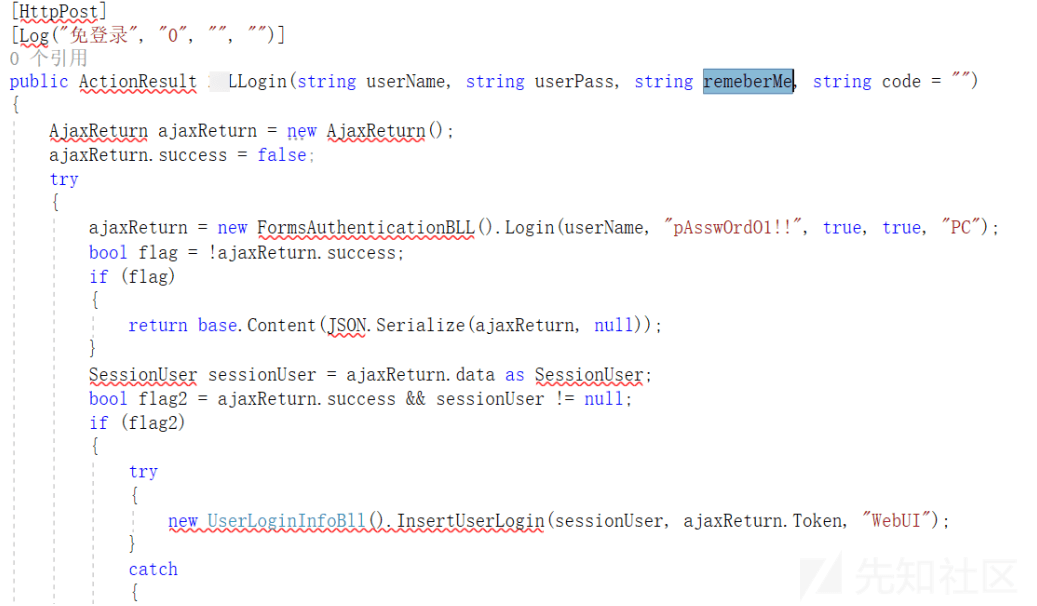 [HttpPost]
[Log("免登录", "0", "", "")]
0 个引用
public ActionResult LLogin(string userName, string userPass, string remeberMe, string code = "")
{
AjaxReturn ajaxReturn = new AjaxReturn();
ajaxReturn.success = false;
try
{
ajaxReturn = new FormsAuthenticationBLL().Login(userName, "pAsswOrdO1!!", true, true, "PC");
bool flag = !ajaxReturn.success;
if (flag)
{
return base.Content(JSON.Serialize(ajaxReturn, null));
}
SessionUser sessionUser = ajaxReturn.data as SessionUser;
bool flag2 = ajaxReturn.success && sessionUser != null;
if (flag2)
{
try
{
new UserLoginInfoBll().InsertUserLogin(sessionUser, ajaxReturn.Token, "WebUI");
}
catch
{
先知社区